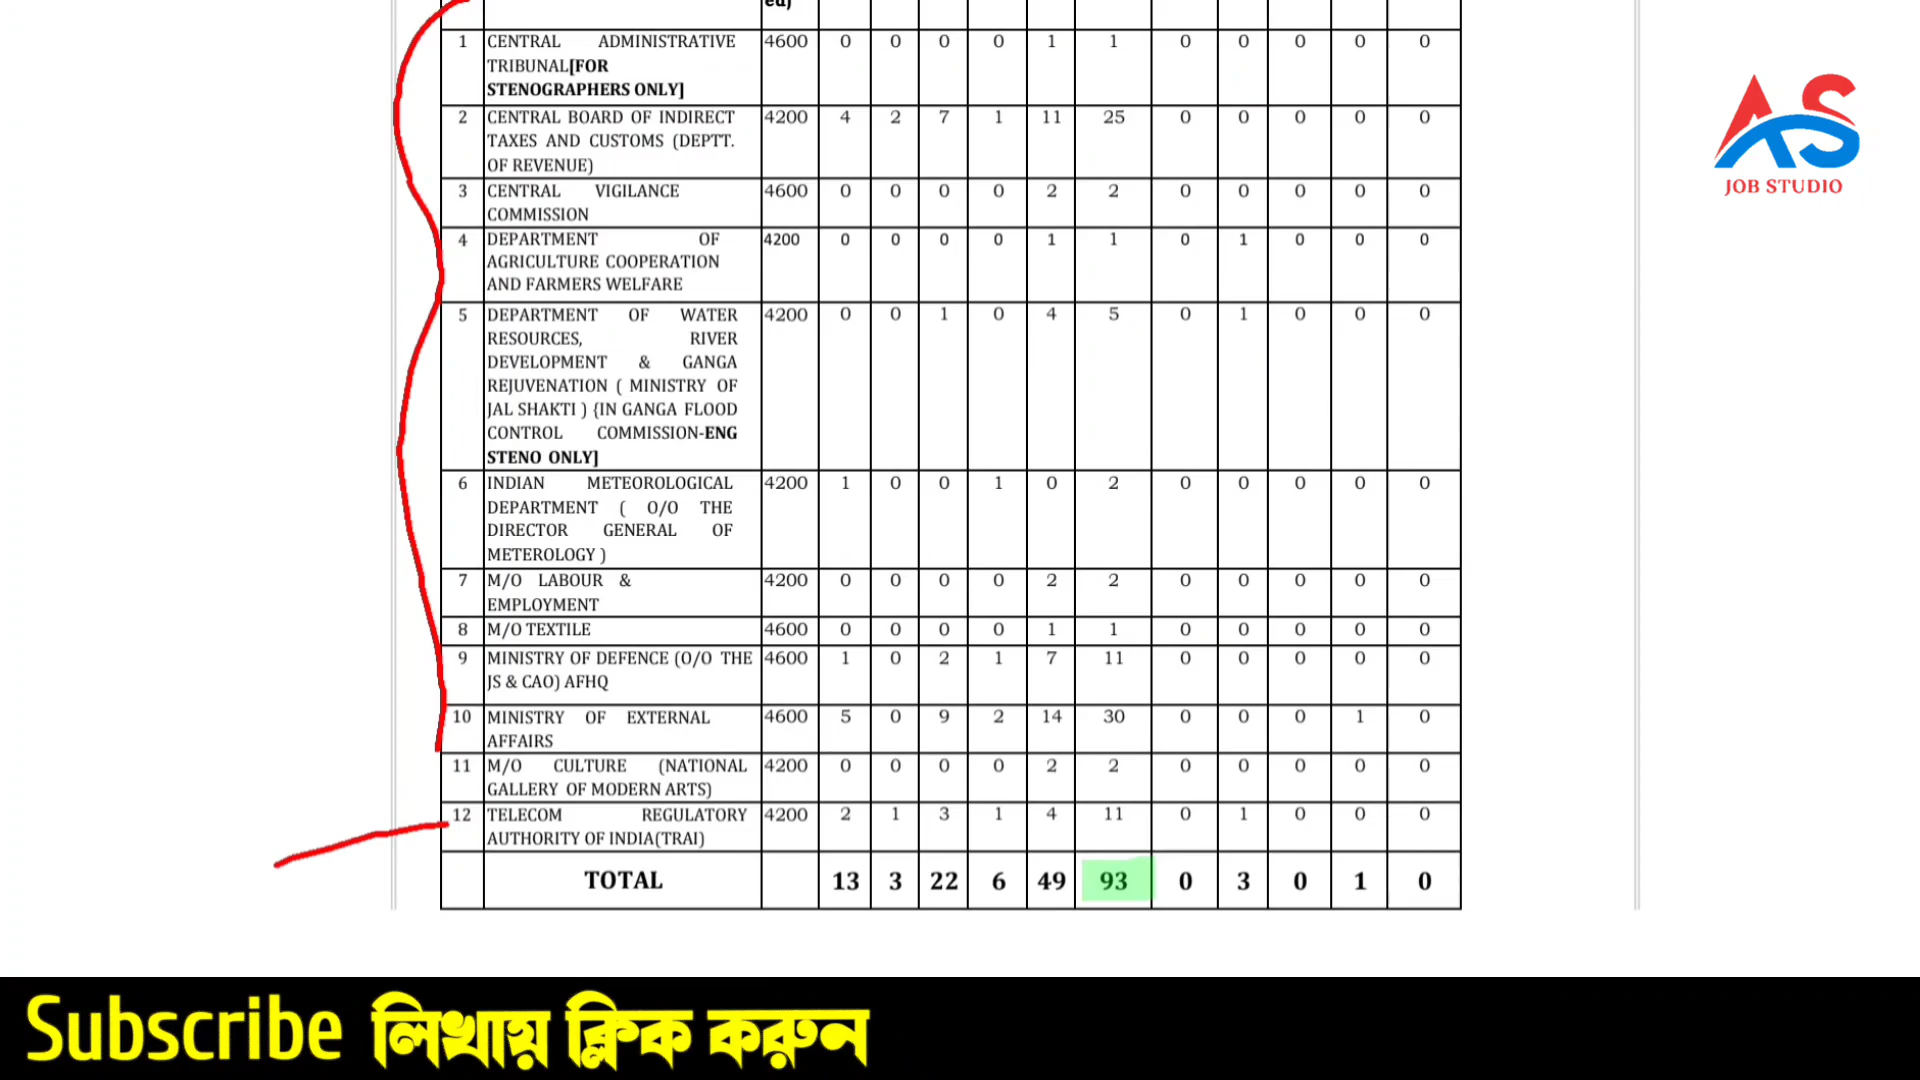 ed)
1 CENTRAL ADMINISTRATIVE 4600 0 0 0 0 1 1 0 0 0 0 0
TRIBUNAL[FOR
STENOGRAPHERS ONLY]
2 CENTRAL BOARD OF INDIRECT 4200 4 2 7 1 11 25 0 0 0 0 0
TAXES AND CUSTOMS (DEPTT.
OF REVENUE)
3 CENTRAL VIGILANCE 4600 0 0 0 0 2 2 0 0 0 0 0
COMMISSION
4 DEPARTMENT OF 4200 0 0 0 0 1 1 0 1 0 0 0
AGRICULTURE COOPERATION
AND FARMERS WELFARE
5 DEPARTMENT OF WATER 4200 0 0 1 0 4 5 0 1 0 0 0
RESOURCES, RIVER
DEVELOPMENT & GANGA
REJUVENATION ( MINISTRY OF
JAL SHAKTI ) {IN GANGA FLOOD
CONTROL COMMISSION-ENG
STENO ONLY]
6 INDIAN METEOROLOGICAL 4200 1 0 0 1 0 2 0 0 0 0 0
DEPARTMENT ( O/O THE
DIRECTOR GENERAL OF
METEROLOGY )
7 M/O LABOUR & 4200 0 0 0 0 2 2 0 0 0 0 0
EMPLOYMENT
8 M/O TEXTILE 4600 0 0 0 0 1 1 0 0 0 0 0
9 MINISTRY OF DEFENCE (O/O THE 4600 1 0 2 1 7 11 0 0 0 0 0
JS & CAO) AFHQ
10 MINISTRY OF EXTERNAL 4600 5 0 9 2 14 30 0 0 0 1 0
AFFAIRS
11 M/O CULTURE (NATIONAL 4200 0 0 0 0 2 2 0 0 0 0 0
GALLERY OF MODERN ARTS)
12 TELECOM REGULATORY 4200 2 1 3 1 4 11 0 1 0 0 0
AUTHORITY OF INDIA(TRAI)
TOTAL 13 3 22 6 49 93 0 3 0 1 0
AS
JOB STUDIO
Subscribe লিখায় ক্লিক করুন